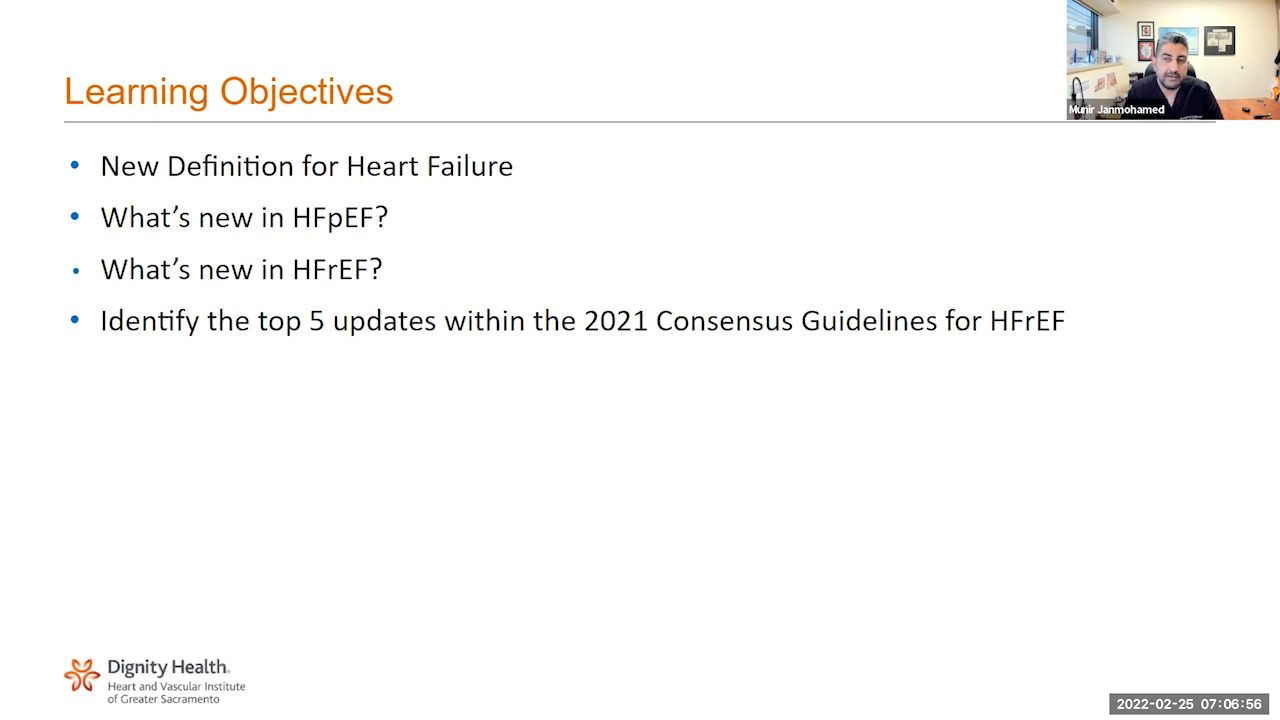 Learning Objectives
Munir Janmohamed
• New Definition for Heart Failure
• What’s new in HFpEF?
• What’s new in HFrEF?
• Identify the top 5 updates within the 2021 Consensus Guidelines for HFrEF
Dignity Health.
Heart and Vascular Institute
of Greater Sacramento
2022-02-25 07:06:56